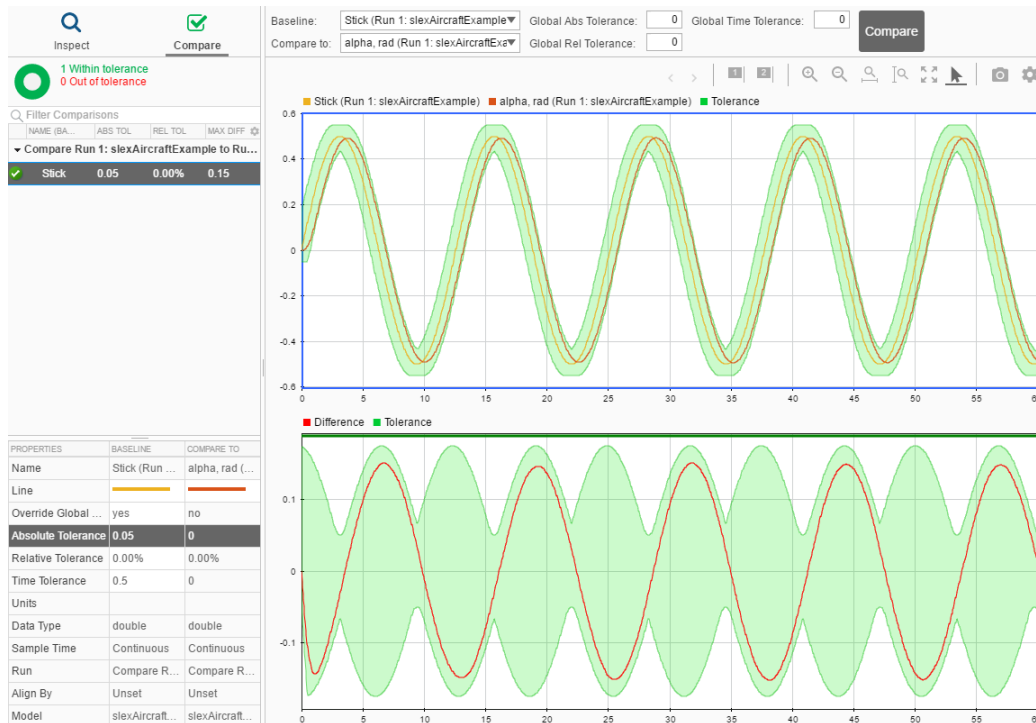 Inspect
Compare
Baseline: Stick (Run 1: slexAircraftExample Global Abs Tolerance: 0 Global Time Tolerance: 0 Compare
Compare to: alpha, rad (Run 1: slexAircraftExa Global Rel Tolerance: 0
1 Within tolerance
0 Out of tolerance
Filter Comparisons
NAME (BA... ABS TOL REL TOL MAX DIFF
Compare Run 1: slexAircraftExample to Ru...
Stick 0.05 0.00% 0.15
1 2
Stick (Run 1: slexAircraftExample) alpha, rad (Run 1: slexAircraftExample) Tolerance
0.6
0.4
0.2
0
-0.2
-0.4
-0.6
0 5 10 15 20 25 30 35 40 45 50 55
Difference Tolerance
0.1
0
-0.1
0 5 10 15 20 25 30 35 40 45 50 55
PROPERTIES BASELINE COMPARE TO
Name Stick (Run ... alpha, rad (...
Line
Override Global ... yes no
Absolute Tolerance 0.05 0
Relative Tolerance 0.00% 0.00%
Time Tolerance 0.5 0
Units
Data Type double double
Sample Time Continuous Continuous
Run Compare R... Compare R...
Align By Unset Unset
Model slexAircraft... slexAircraft...